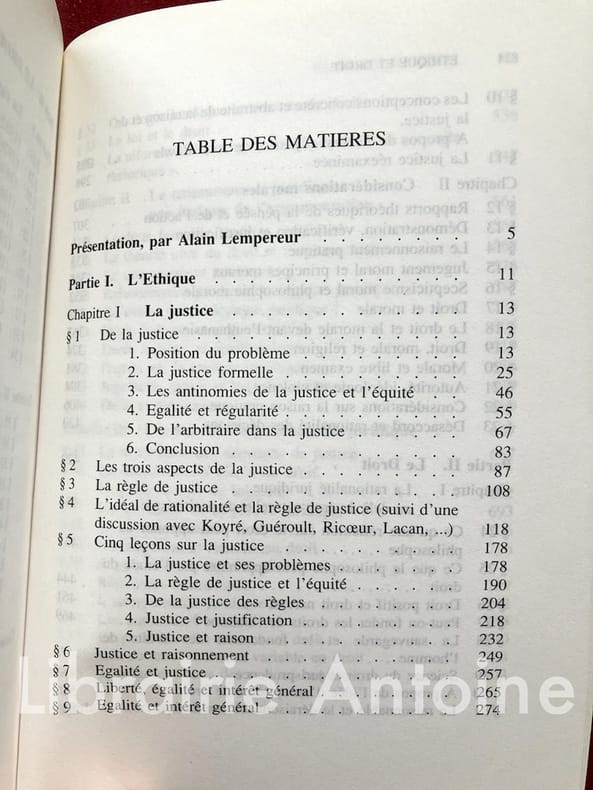 TABLE DES MATIERES
Présentation, par Alain Lempereur . . . . . . . . 5
Partie I. L'Ethique . . . . . . . . . . . . . 11
Chapitre I La justice . . . . . . . . . . . . 13
§ 1 De la justice . . . . . . . . . . . . . 13
1. Position du problème . . . . . . . . 13
2. La justice formelle . . . . . . . . . 25
3. Les antinomies de la justice et l'équité . . 46
4. Egalité et régularité . . . . . . . . . 55
5. De l'arbitraire dans la justice . . . . . . 67
6. Conclusion . . . . . . . . . . . . 83
§ 2 Les trois aspects de la justice . . . . . . . . 87
§ 3 La règle de justice . . . . . . . . . . . 108
§ 4 L'idéal de rationalité et la règle de justice (suivi d'une
discussion avec Koyré, Guéroult, Ricœur, Lacan, ...) 118
§ 5 Cinq leçons sur la justice . . . . . . . . . 178
1. La justice et ses problèmes . . . . . . 178
2. La règle de justice et l'équité . . . . . . 190
3. De la justice des règles . . . . . . . . 204
4. Justice et justification . . . . . . . . 218
5. Justice et raison . . . . . . . . . . 232
§ 6 Justice et raisonnement . . . . . . . . . . 249
§ 7 Egalité et justice . . . . . . . . . . . . 257
§ 8 Liberté, égalité et intérêt général . . . . . . . 265
§ 9 Egalité et intérêt général . . . . . . . . . 274
Librairie Antoine